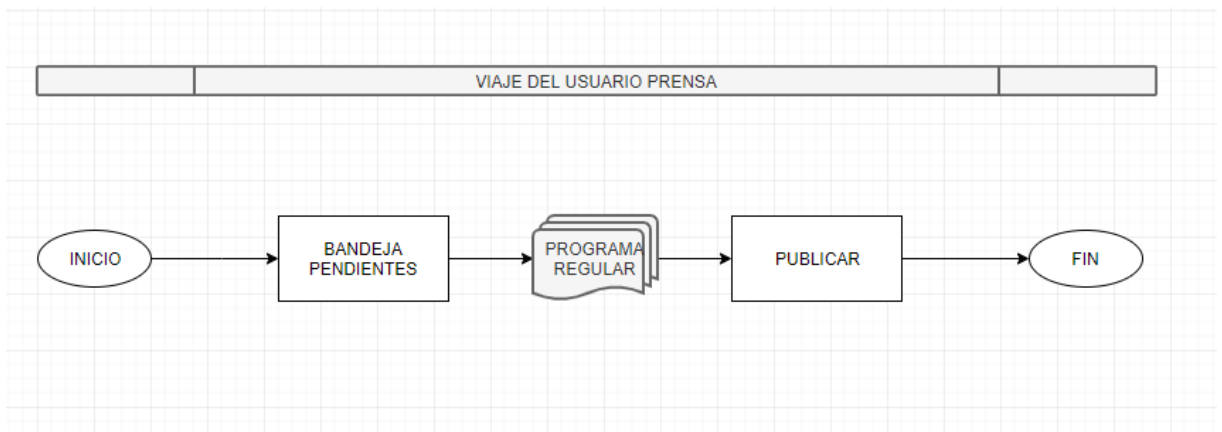 VIAJE DEL USUARIO PRENSA
INICIO
BANDEJA
PENDIENTES
PROGRAMA
REGULAR
PUBLICAR
FIN